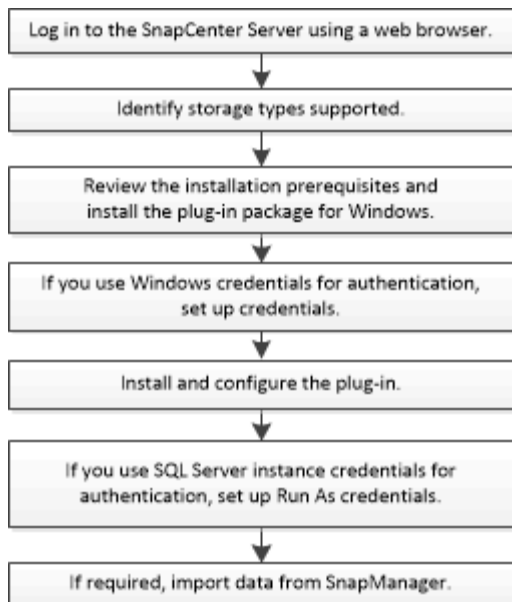 Log in to the SnapCenter Server using a web browser.
Identify storage types supported.
Review the installation prerequisites and
install the plug-in package for Windows.
If you use Windows credentials for authentication,
set up credentials.
Install and configure the plug-in.
If you use SQL Server instance credentials for
authentication, set up Run As credentials.
If required, import data from SnapManager.